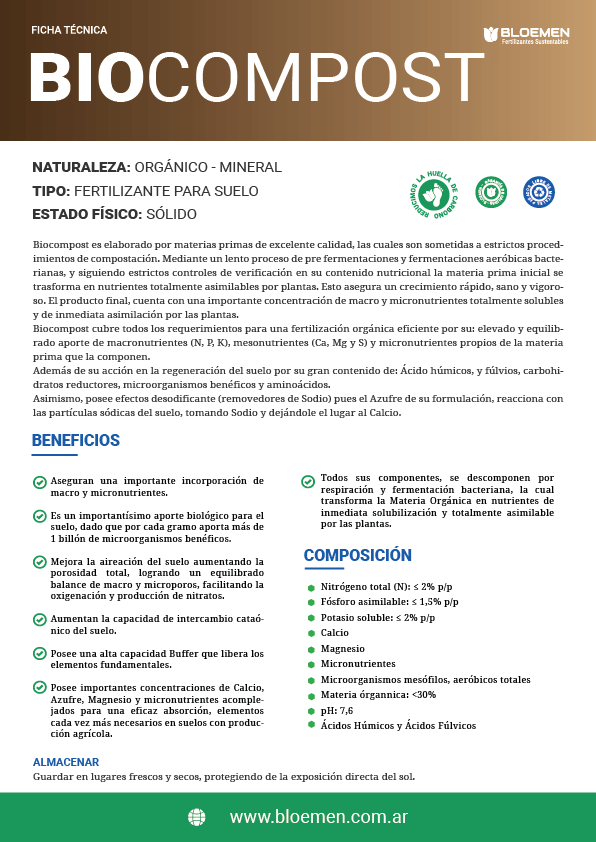 FICHA TÉCNICA
BLOEMEN
Fertilizantes Sustentables
BIOCOMPOST
NATURALEZA: ORGÁNICO - MINERAL
TIPO: FERTILIZANTE PARA SUELO
ESTADO FÍSICO: SÓLIDO
REDUCIMOS LA HUELLA DE CARBONO
Biocompost es elaborado por materias primas de excelente calidad, las cuales son sometidas a estrictos proced-
imientos de compostación. Mediante un lento proceso de pre fermentaciones y fermentaciones aeróbicas bacte-
rianas, y siguiendo estrictos controles de verificación en su contenido nutricional la materia prima inicial se
trasforma en nutrientes totalmente asimilables por plantas. Esto asegura un crecimiento rápido, sano y vigoro-
so. El producto final, cuenta con una importante concentración de macro y micronutrientes totalmente solubles
y de inmediata asimilación por las plantas.
Biocompost cubre todos los requerimientos para una fertilización orgánica eficiente por su: elevado y equilib-
rado aporte de macronutrientes (N, P, K), mesonutrientes (Ca, Mg y S) y micronutrientes propios de la materia
prima que la componen.
Además de su acción en la regeneración del suelo por su gran contenido de: Ácido húmicos, y fúlvios, carbohi-
dratos reductores, microorganismos benéficos y aminoácidos.
Asimismo, posee efectos desodificante (removedores de Sodio) pues el Azufre de su formulación, reacciona con
las partículas sódicas del suelo, tomando Sodio y dejándole el lugar al Calcio.
BENEFICIOS
Aseguran una importante incorporación de
macro y micronutrientes.
Es un importantísimo aporte biológico para el
suelo, dado que por cada gramo aporta más de
1 billón de microorganismos benéficos.
Mejora la aireación del suelo aumentando la
porosidad total, logrando un equilibrado
balance de macro y microporos, facilitando la
oxigenación y producción de nitratos.
Aumentan la capacidad de intercambio cataó-
nico del suelo.
Posee una alta capacidad Buffer que libera los
elementos fundamentales.
Posee importantes concentraciones de Calcio,
Azufre, Magnesio y micronutrientes acomple-
jados para una eficaz absorción, elementos
cada vez más necesarios en suelos con produc-
ción agrícola.
Todos sus componentes, se descomponen por
respiración y fermentación bacteriana, la cual
transforma la Materia Orgánica en nutrientes de
inmediata solubilización y totalmente asimilable
por las plantas.
COMPOSICIÓN
Nitrógeno total (N): ≤ 2% p/p
Fósforo asimilable: ≤ 1,5% p/p
Potasio soluble: ≤ 2% p/p
Calcio
Magnesio
Micronutrientes
Microorganismos mesófilos, aeróbicos totales
Materia órgannica: <30%
pH: 7,6
Ácidos Húmicos y Ácidos Fúlvicos
ALMACENAR
Guardar en lugares frescos y secos, protegiendo de la exposición directa del sol.
www.bloemen.com.ar